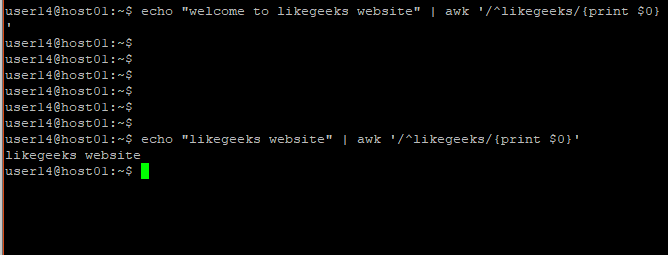 user14@host01:~$ echo "welcome to likegeeks website" | awk '/^likegeeks/{print $0}
'
user14@host01:~$
user14@host01:~$
user14@host01:~$
user14@host01:~$
user14@host01:~$
user14@host01:~$
user14@host01:~$ echo "likegeeks website" | awk '/^likegeeks/{print $0}'
likegeeks website
user14@host01:~$